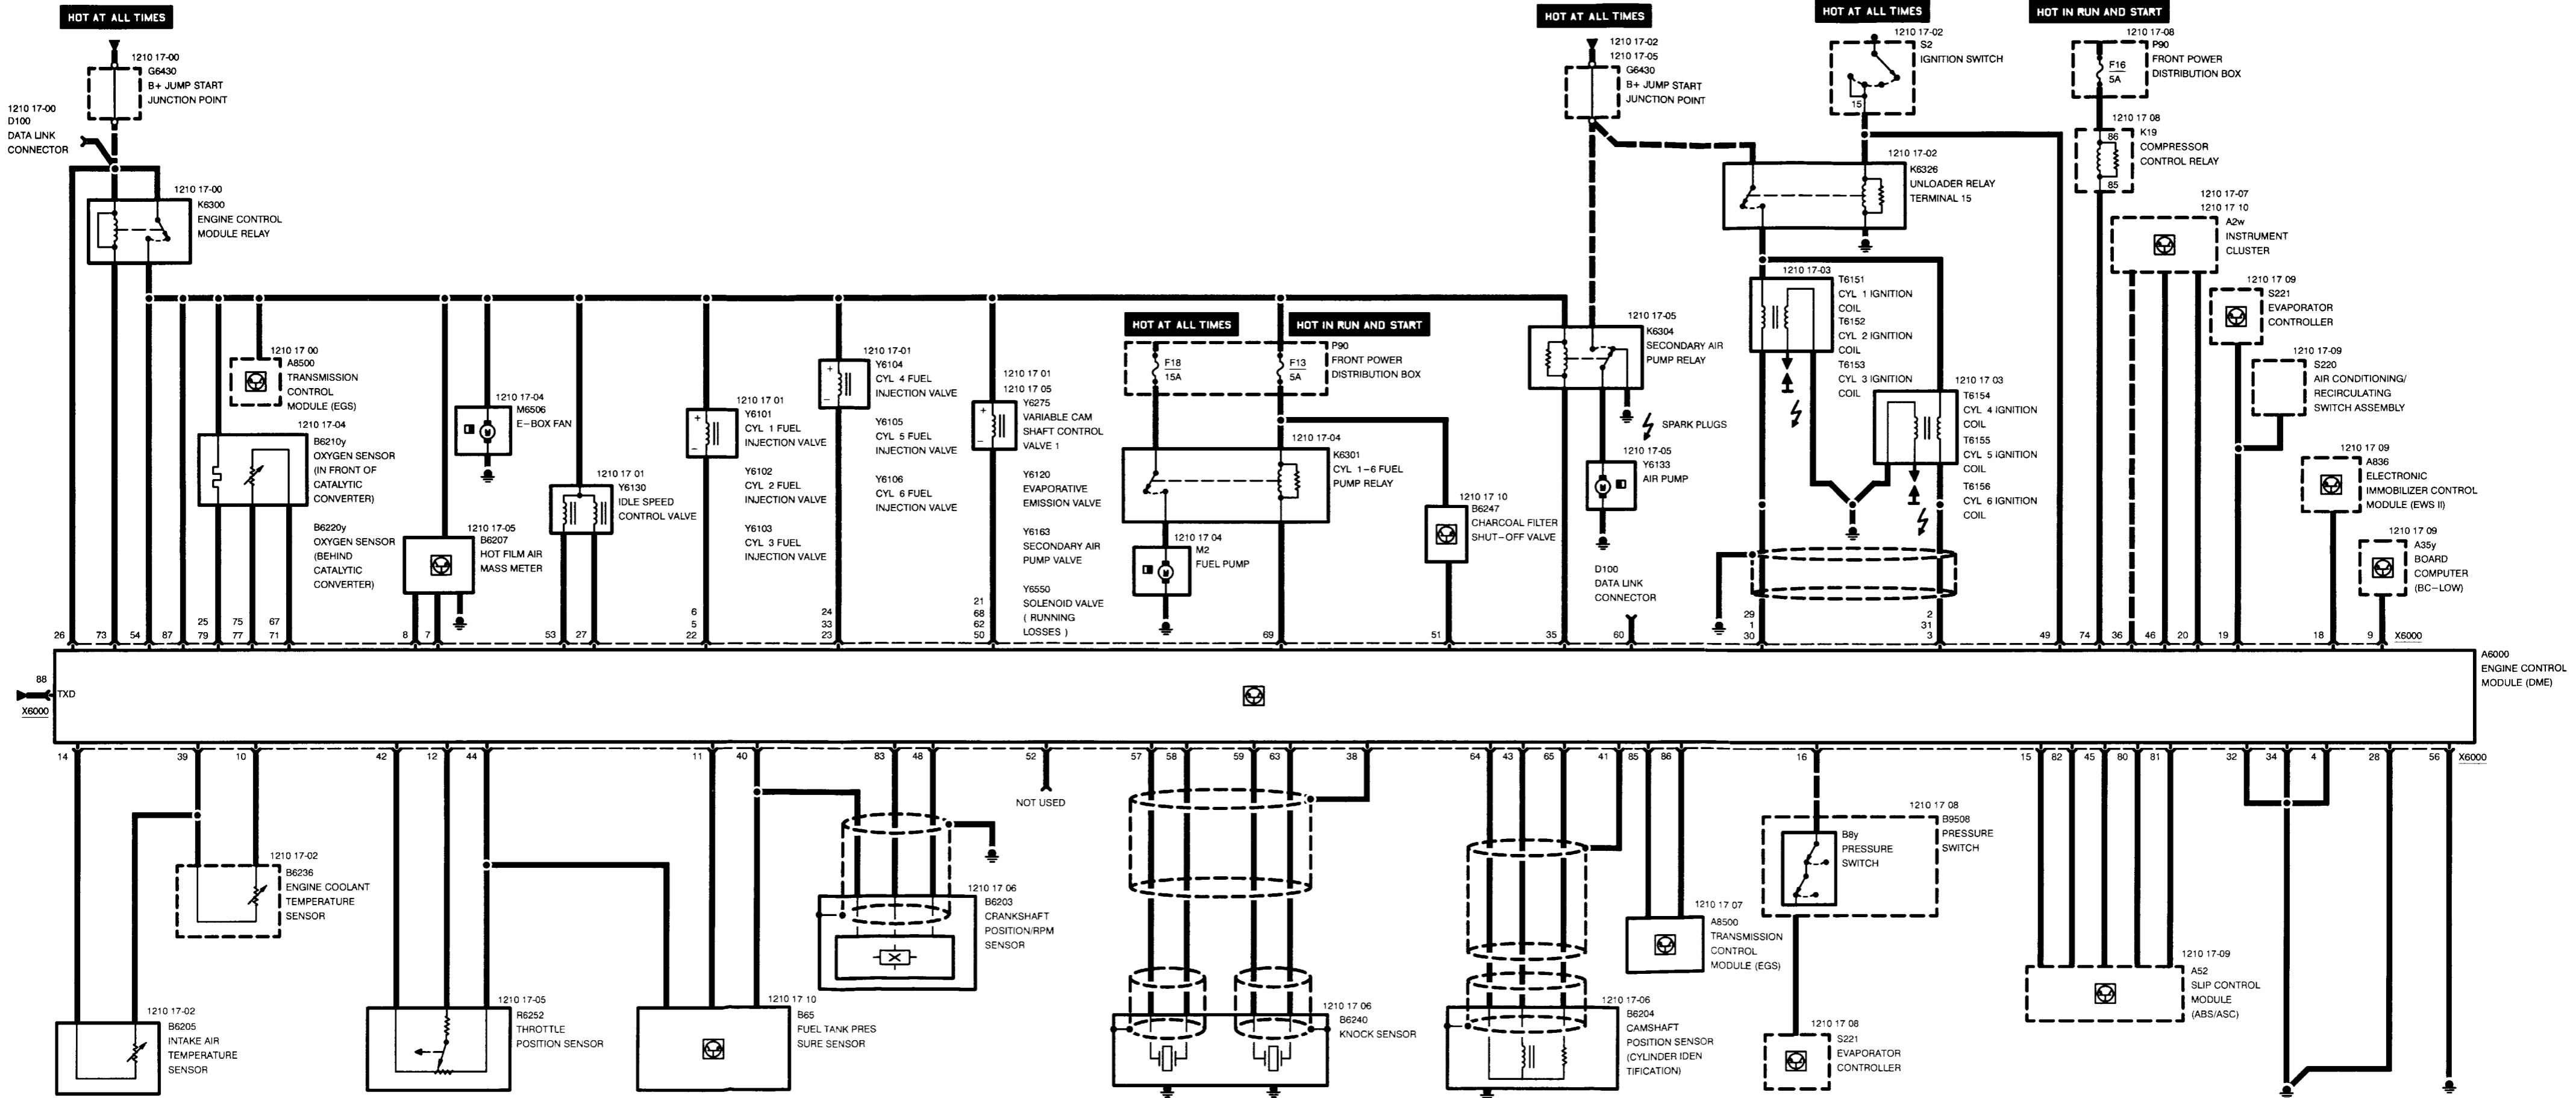 HOT AT ALL TIMES
1210 17-00
G6430
B+ JUMP START
JUNCTION POINT
1210 17-00
D100
DATA LINK
CONNECTOR
1210 17-00
K6300
ENGINE CONTROL
MODULE RELAY
1210 17 00
A8500
TRANSMISSION
CONTROL
MODULE (EGS)
1210 17-04
B6210y
OXYGEN SENSOR
(IN FRONT OF
CATALYTIC
CONVERTER)
B6220y
OXYGEN SENSOR
(BEHIND
CATALYTIC
CONVERTER)
1210 17-04
M6506
E-BOX FAN
1210 17-05
B6207
HOT FILM AIR
MASS METER
1210 17 01
Y6130
IDLE SPEED
CONTROL VALVE
1210 17 01
Y6101
CYL 1 FUEL
INJECTION VALVE
Y6102
CYL 2 FUEL
INJECTION VALVE
Y6103
CYL 3 FUEL
INJECTION VALVE
+
−
1210 17-01
Y6104
CYL 4 FUEL
INJECTION VALVE
Y6105
CYL 5 FUEL
INJECTION VALVE
Y6106
CYL 6 FUEL
INJECTION VALVE
+
−
1210 17 01
1210 17 05
Y6275
VARIABLE CAM
SHAFT CONTROL
VALVE 1
Y6120
EVAPORATIVE
EMISSION VALVE
Y6163
SECONDARY AIR
PUMP VALVE
Y6550
SOLENOID VALVE
( RUNNING
LOSSES )
+
−
HOT AT ALL TIMES
HOT IN RUN AND START
F18
15A
F13
5A
P90
FRONT POWER
DISTRIBUTION BOX
1210 17-04
K6301
CYL 1-6 FUEL
PUMP RELAY
1210 17 04
M2
FUEL PUMP
M
1210 17 10
B6247
CHARCOAL FILTER
SHUT-OFF VALVE
HOT AT ALL TIMES
1210 17-02
1210 17-05
G6430
B+ JUMP START
JUNCTION POINT
1210 17-05
K6304
SECONDARY AIR
PUMP RELAY
SPARK PLUGS
1210 17-05
Y6133
AIR PUMP
M
D100
DATA LINK
CONNECTOR
HOT AT ALL TIMES
1210 17-02
S2
IGNITION SWITCH
15
1210 17-02
K6326
UNLOADER RELAY
TERMINAL 15
1210 17-03
T6151
CYL 1 IGNITION
COIL
T6152
CYL 2 IGNITION
COIL
T6153
CYL 3 IGNITION
COIL
1210 17 03
T6154
CYL 4 IGNITION
COIL
T6155
CYL 5 IGNITION
COIL
T6156
CYL 6 IGNITION
COIL
HOT IN RUN AND START
1210 17-08
P90
FRONT POWER
DISTRIBUTION BOX
F16
5A
1210 17 08
K19
COMPRESSOR
CONTROL RELAY
86
85
1210 17-07
1210 17 10
A2w
INSTRUMENT
CLUSTER
1210 17 09
S221
EVAPORATOR
CONTROLLER
1210 17-09
S220
AIR CONDITIONING/
RECIRCULATING
SWITCH ASSEMBLY
1210 17 09
A836
ELECTRONIC
IMMOBILIZER CONTROL
MODULE (EWS II)
1210 17 09
A35y
BOARD
COMPUTER
(BC-LOW)
26 73 54 87
25
79
75
77
67
71
8 7 53 27
6
5
22
24
33
23
21
68
62
50
69 51 35 60
29
1
30
2
31
3
49 74 36 46 20 19 18 9 X6000
A6000
ENGINE CONTROL
MODULE (DME)
88
TXD
X6000
14 39 10 42 12 44 11 40 83 48 52 57 58 59 63 38 64 43 65 41 85 86 16 15 82 45 80 81 32 34 4 28 56 X6000
NOT USED
1210 17-02
B6236
ENGINE COOLANT
TEMPERATURE
SENSOR
1210 17-02
B6205
INTAKE AIR
TEMPERATURE
SENSOR
1210 17-05
R6252
THROTTLE
POSITION SENSOR
1210 17 10
B65
FUEL TANK PRES
SURE SENSOR
1210 17 06
B6203
CRANKSHAFT
POSITION/RPM
SENSOR
1210 17 06
B6240
KNOCK SENSOR
1210 17-06
B6204
CAMSHAFT
POSITION SENSOR
(CYLINDER IDEN
TIFICATION)
1210 17 07
A8500
TRANSMISSION
CONTROL
MODULE (EGS)
1210 17 08
B9508
PRESSURE
SWITCH
B8y
PRESSURE
SWITCH
1210 17 08
S221
EVAPORATOR
CONTROLLER
1210 17-09
A52
SLIP CONTROL
MODULE
(ABS/ASC)